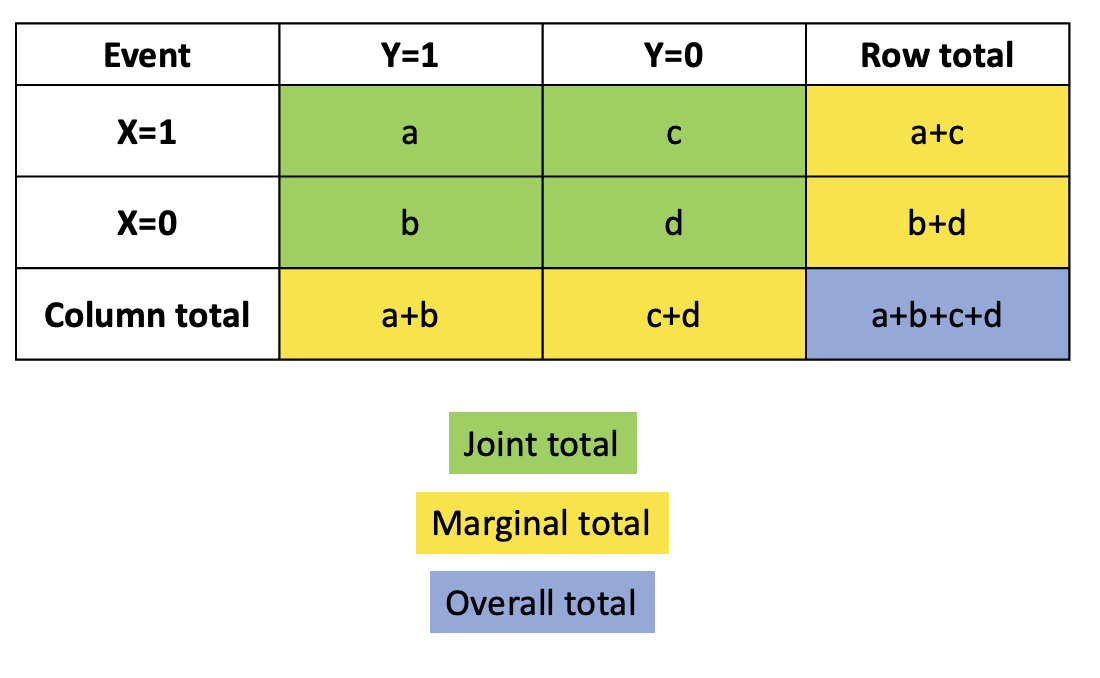 Event Y=1 Y=0 Row total
X=1 a c a+c
X=0 b d b+d
Column total a+b c+d a+b+c+d
Joint total
Marginal total
Overall total